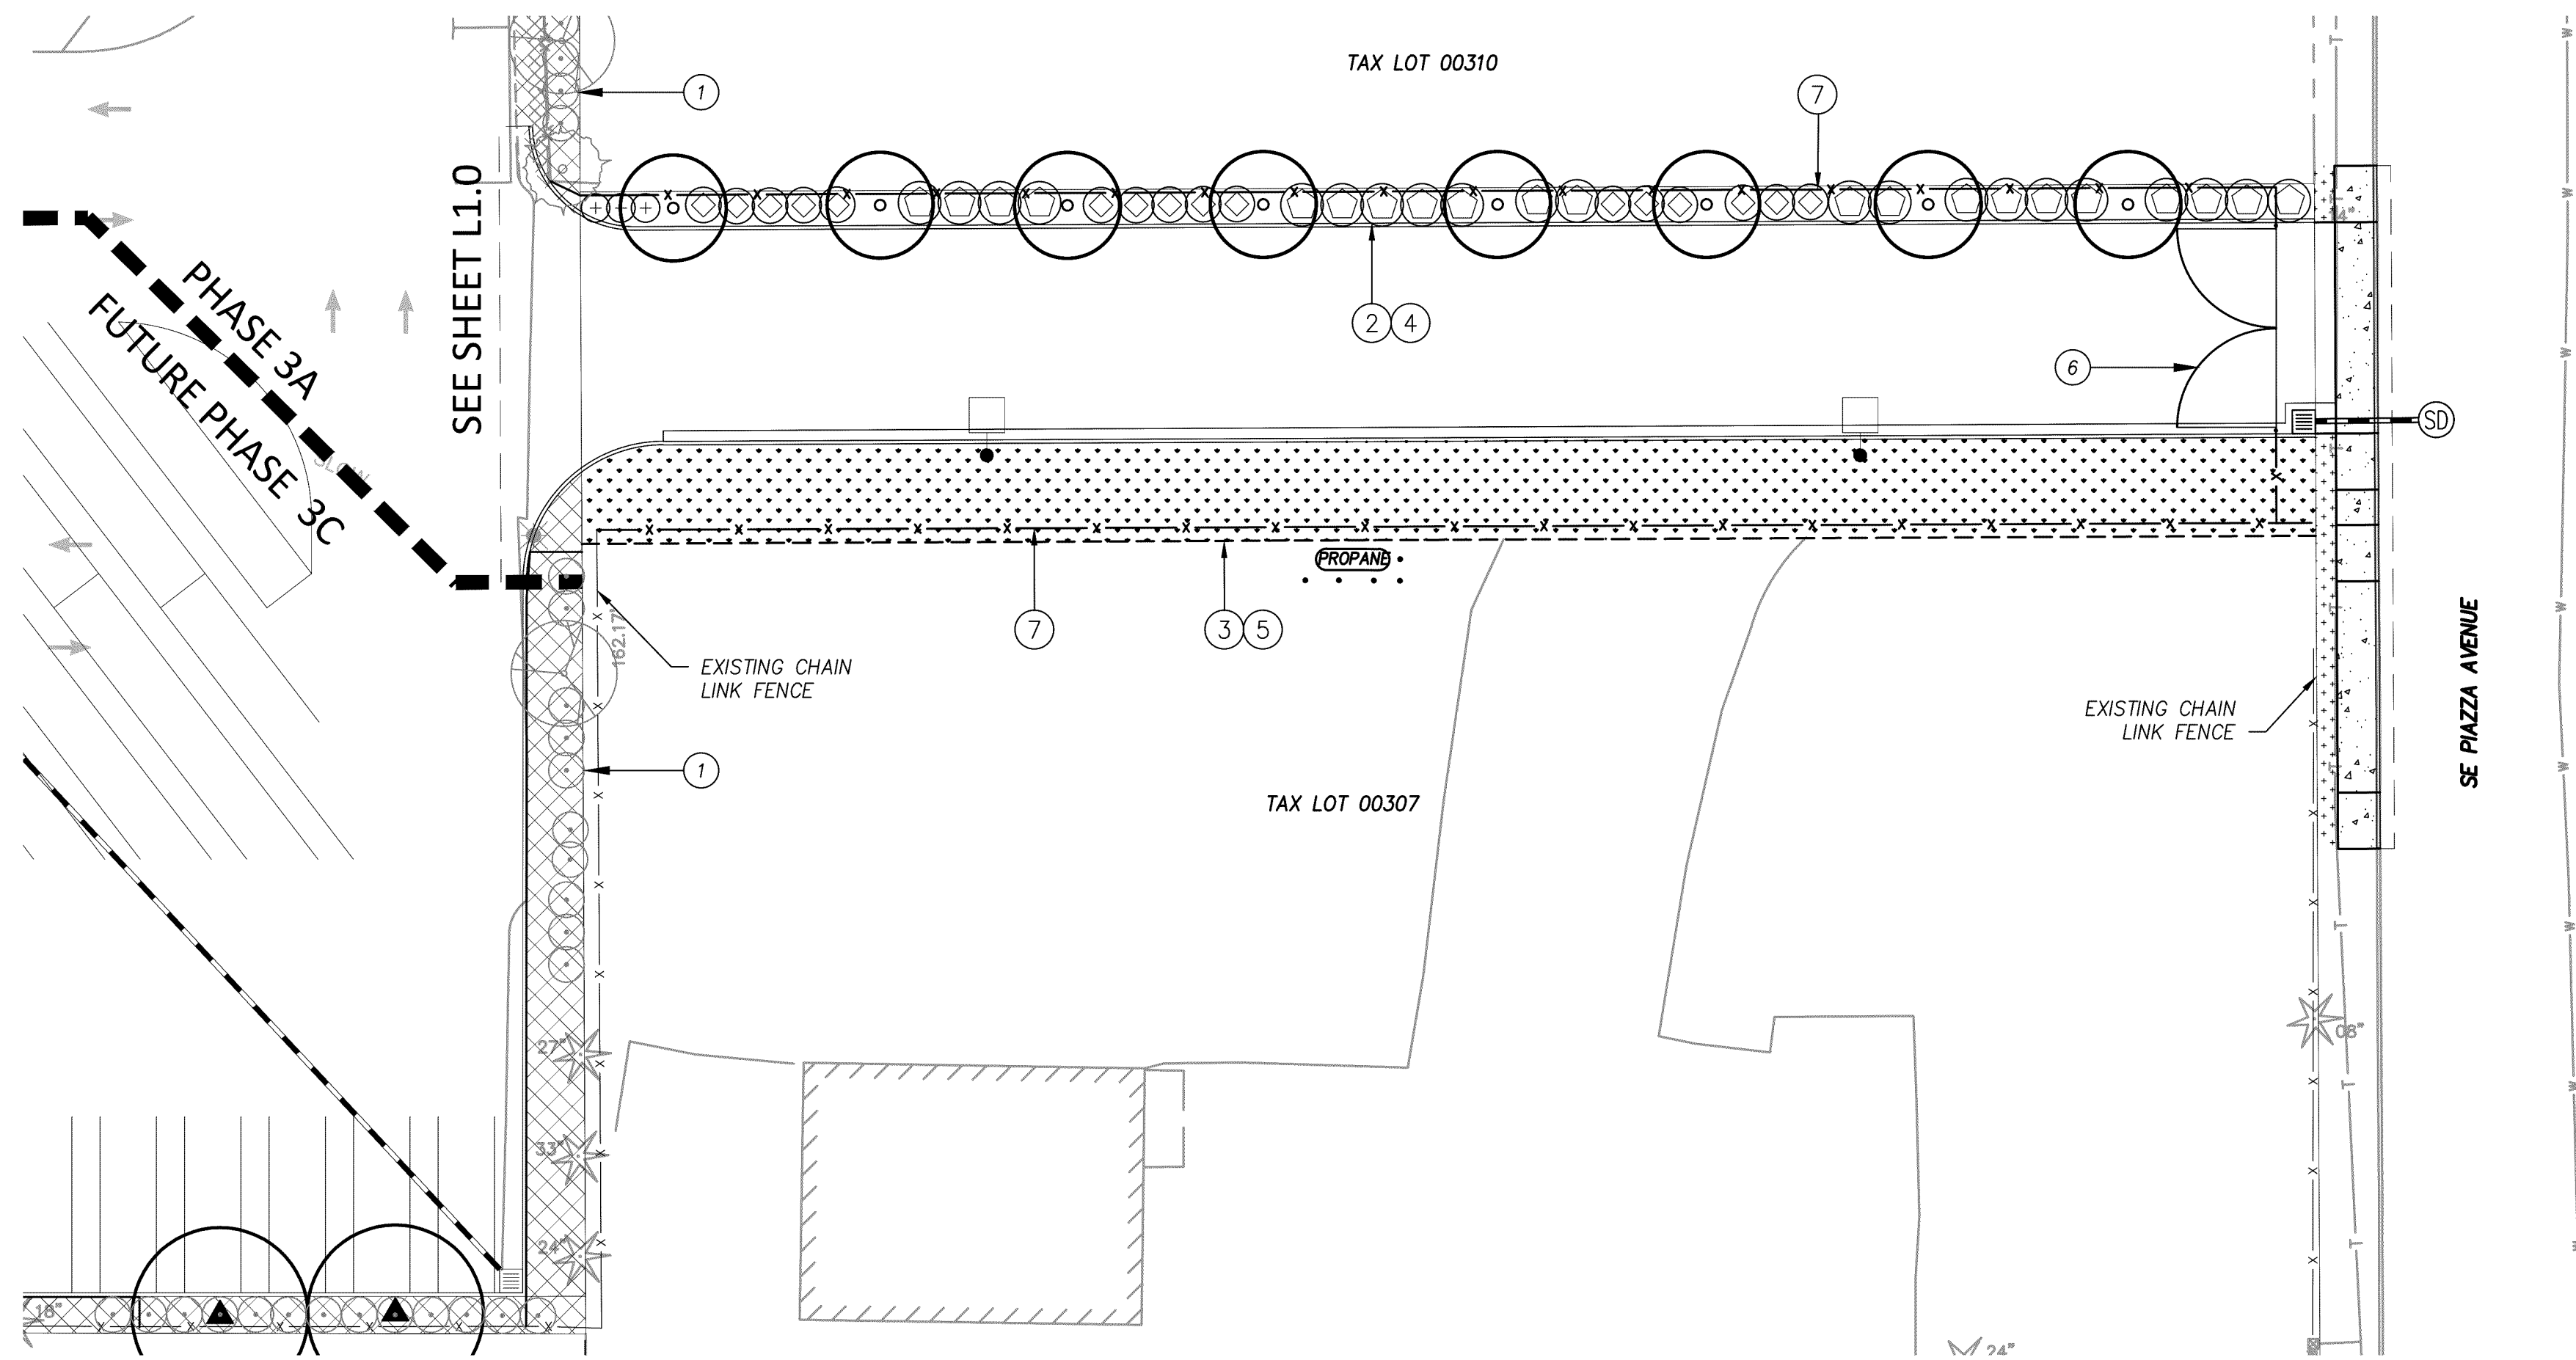 TAX LOT 00310
1
7
SEE SHEET L1.0
PHASE 3A
FUTURE PHASE 3C
SLOW
2 4
6
SD
14"
PROPANE
7
3 5
162.17'
EXISTING CHAIN
LINK FENCE
EXISTING CHAIN
LINK FENCE
SE PIAZZA AVENUE
1
TAX LOT 00307
27"
33"
24"
18"
08"
24"
T
T
T
T
T
T
T
W
W
W
W
W
W
W